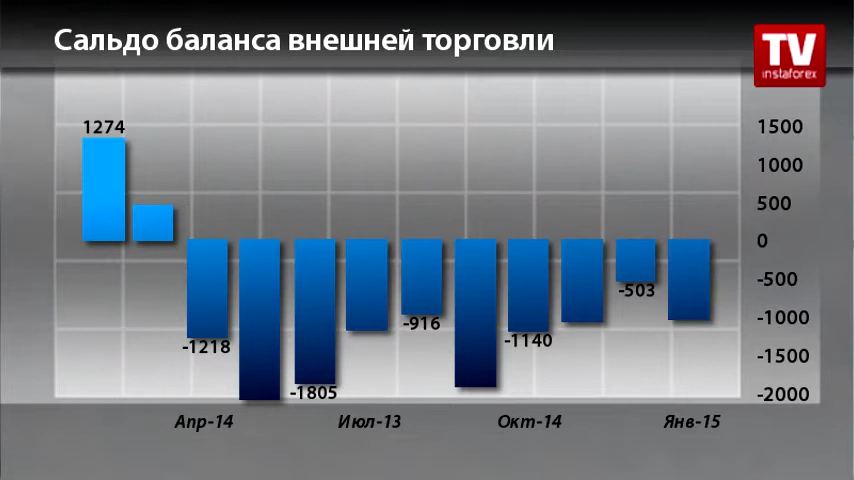 Сальдо баланса внешней торговли
TV
instaforex
1274
-1218
-1805
-916
-1140
-503
1500
1000
500
0
-500
-1000
-1500
-2000
Апр-14
Июл-13
Окт-14
Янв-15